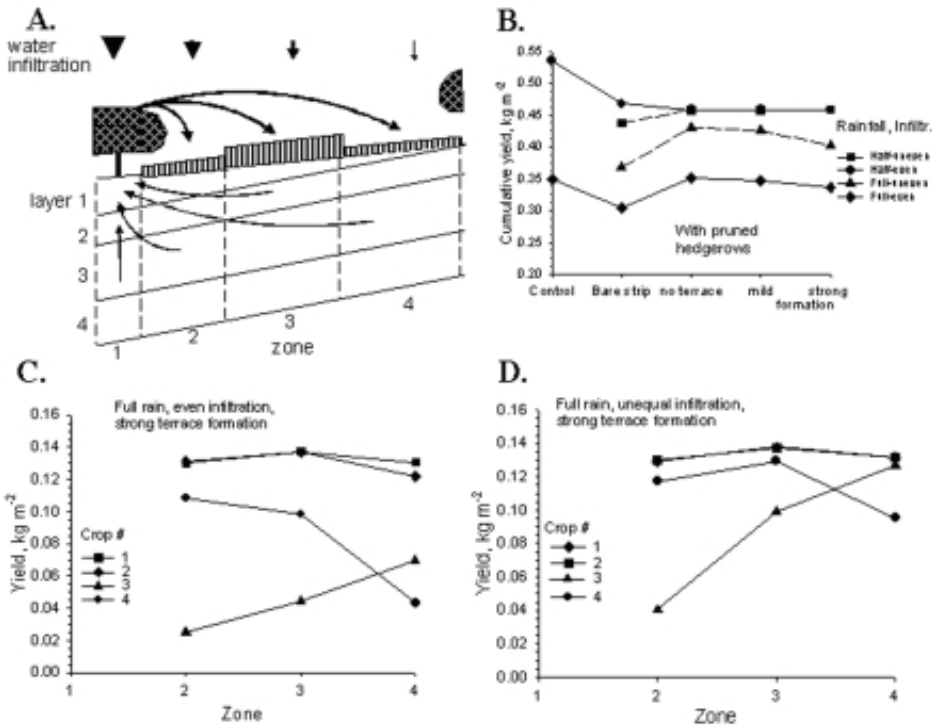 A.
water
infiltration
layer 1
2
3
4
1
2
3
4
zone
B.
Cumulative yield, kg m-2
0.55
0.50
0.45
0.40
0.35
0.30
0.25
0.20
Control
Bare strip
no terrace
mild
strong
formation
With pruned
hedgerows
Rainfall, Infiltr.
C.
Full rain, even infiltration,
strong terrace formation
Yield, kg m-2
0.16
0.14
0.12
0.10
0.08
0.06
0.04
0.02
0.00
Crop #
1
2
3
4
1
2
3
4
Zone
D.
Full rain, unequal infiltration,
strong terrace formation
Yield, kg m-2
0.16
0.14
0.12
0.10
0.08
0.06
0.04
0.02
0.00
Crop #
1
2
3
4
1
2
3
4
Zone